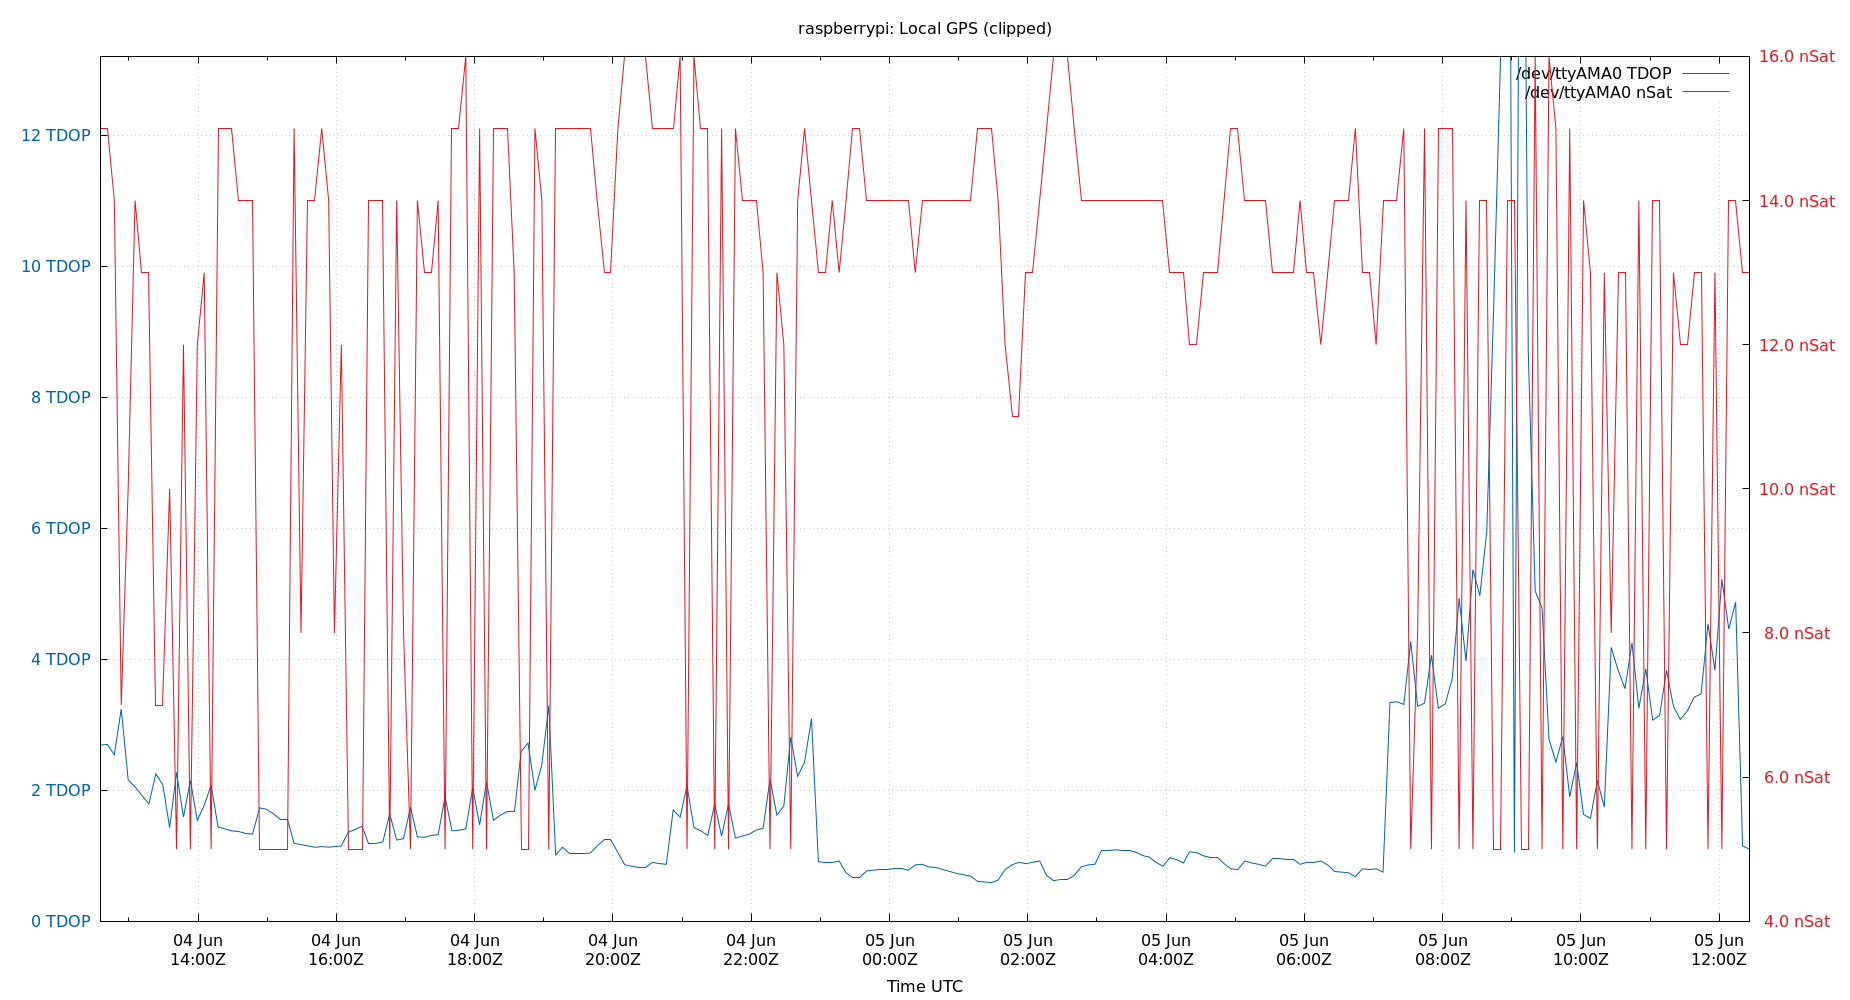 raspberrypi: Local GPS (clipped)
16.0 nSat
/dev/ttyAMA0 TDOP
/dev/ttyAMA0 nSat
12 TDOP
14.0 nSat
10 TDOP
12.0 nSat
8 TDOP
10.0 nSat
6 TDOP
8.0 nSat
4 TDOP
6.0 nSat
2 TDOP
4.0 nSat
0 TDOP
04 Jun 04 Jun 04 Jun 04 Jun 04 Jun 05 Jun 05 Jun 05 Jun 05 Jun 05 Jun 05 Jun 05 Jun
14:00Z 16:00Z 18:00Z 20:00Z 22:00Z 00:00Z 02:00Z 04:00Z 06:00Z 08:00Z 10:00Z 12:00Z
Time UTC